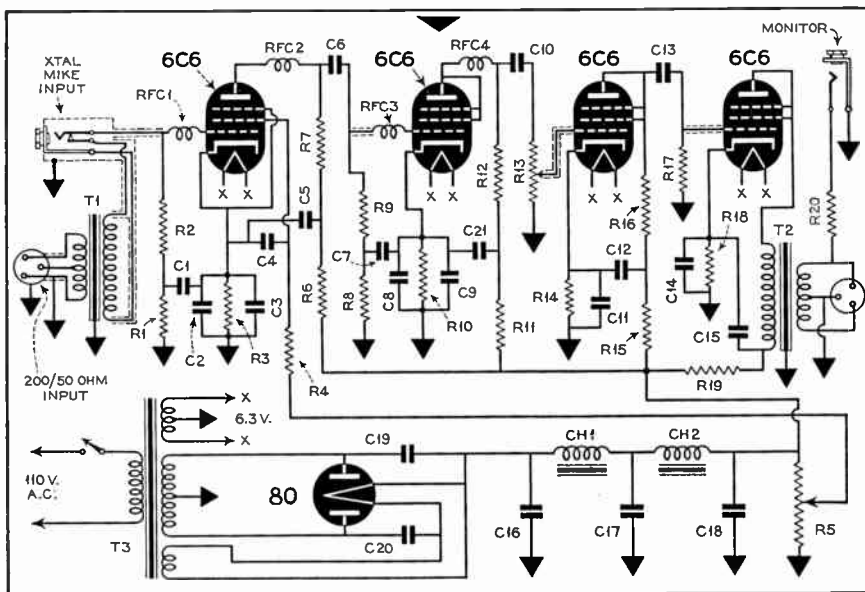 XTAL
MIKE
INPUT
RFC1
6C6
RFC2
C6
6C6
RFC4
C10
6C6
C13
6C6
MONITOR
R7
RFC3
R12
R13
R17
X X
X X
X X
X X
T1
R2
C5
R9
R16
R18
T2
R20
C1
C4
C7
C21
C12
R1
C2
R3
C3
R6
R8
C8
R10
C9
R11
R14
C11
R15
C14
C15
200/50 OHM
INPUT
R4
R19
X
6.3 V.
X
110 V.
A.C.
T3
80
C19
C20
CH1
CH2
C16
C17
C18
R5